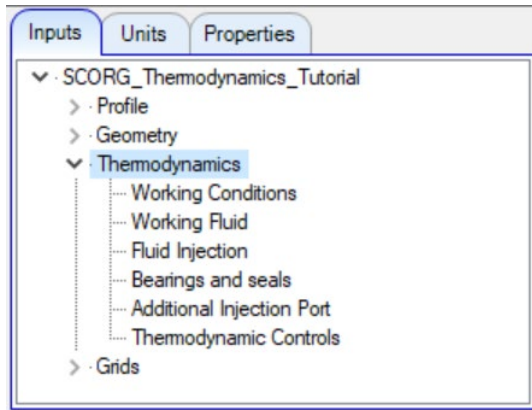 Inputs Units Properties
SCORG_Thermodynamics_Tutorial
Profile
Geometry
Thermodynamics
Working Conditions
Working Fluid
Fluid Injection
Bearings and seals
Additional Injection Port
Thermodynamic Controls
Grids